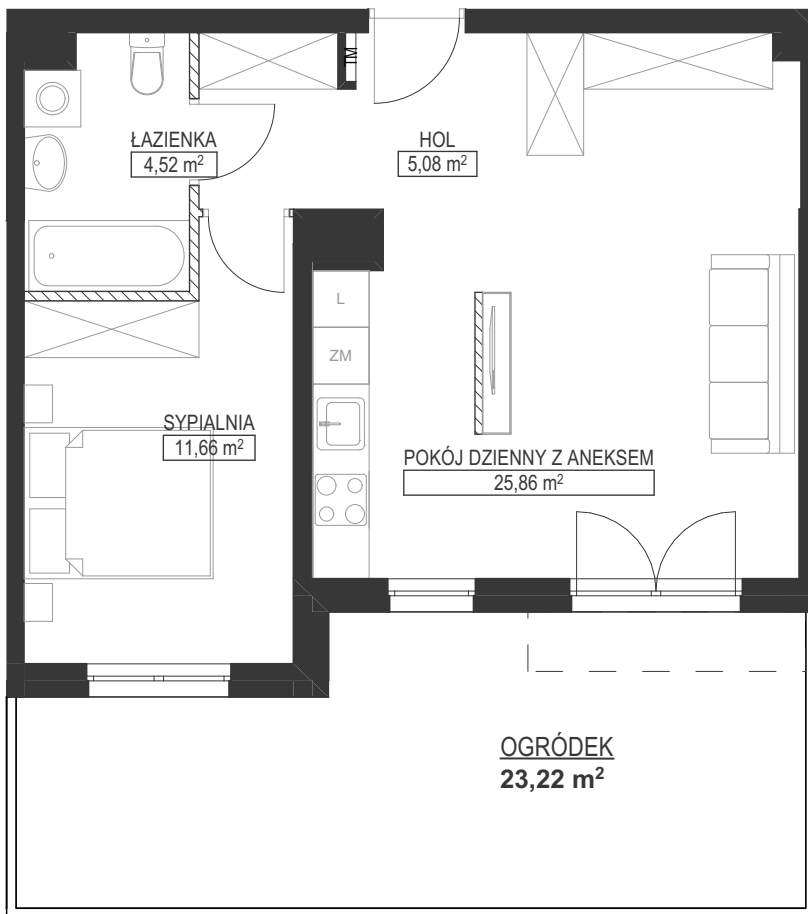 TM
ŁAZIENKA
4,52 m²
HOL
5,08 m²
L
ZM
SYPIALNIA
11,66 m²
POKÓJ DZIENNY Z ANEKSEM
25,86 m²
OGRÓDEK
23,22 m²